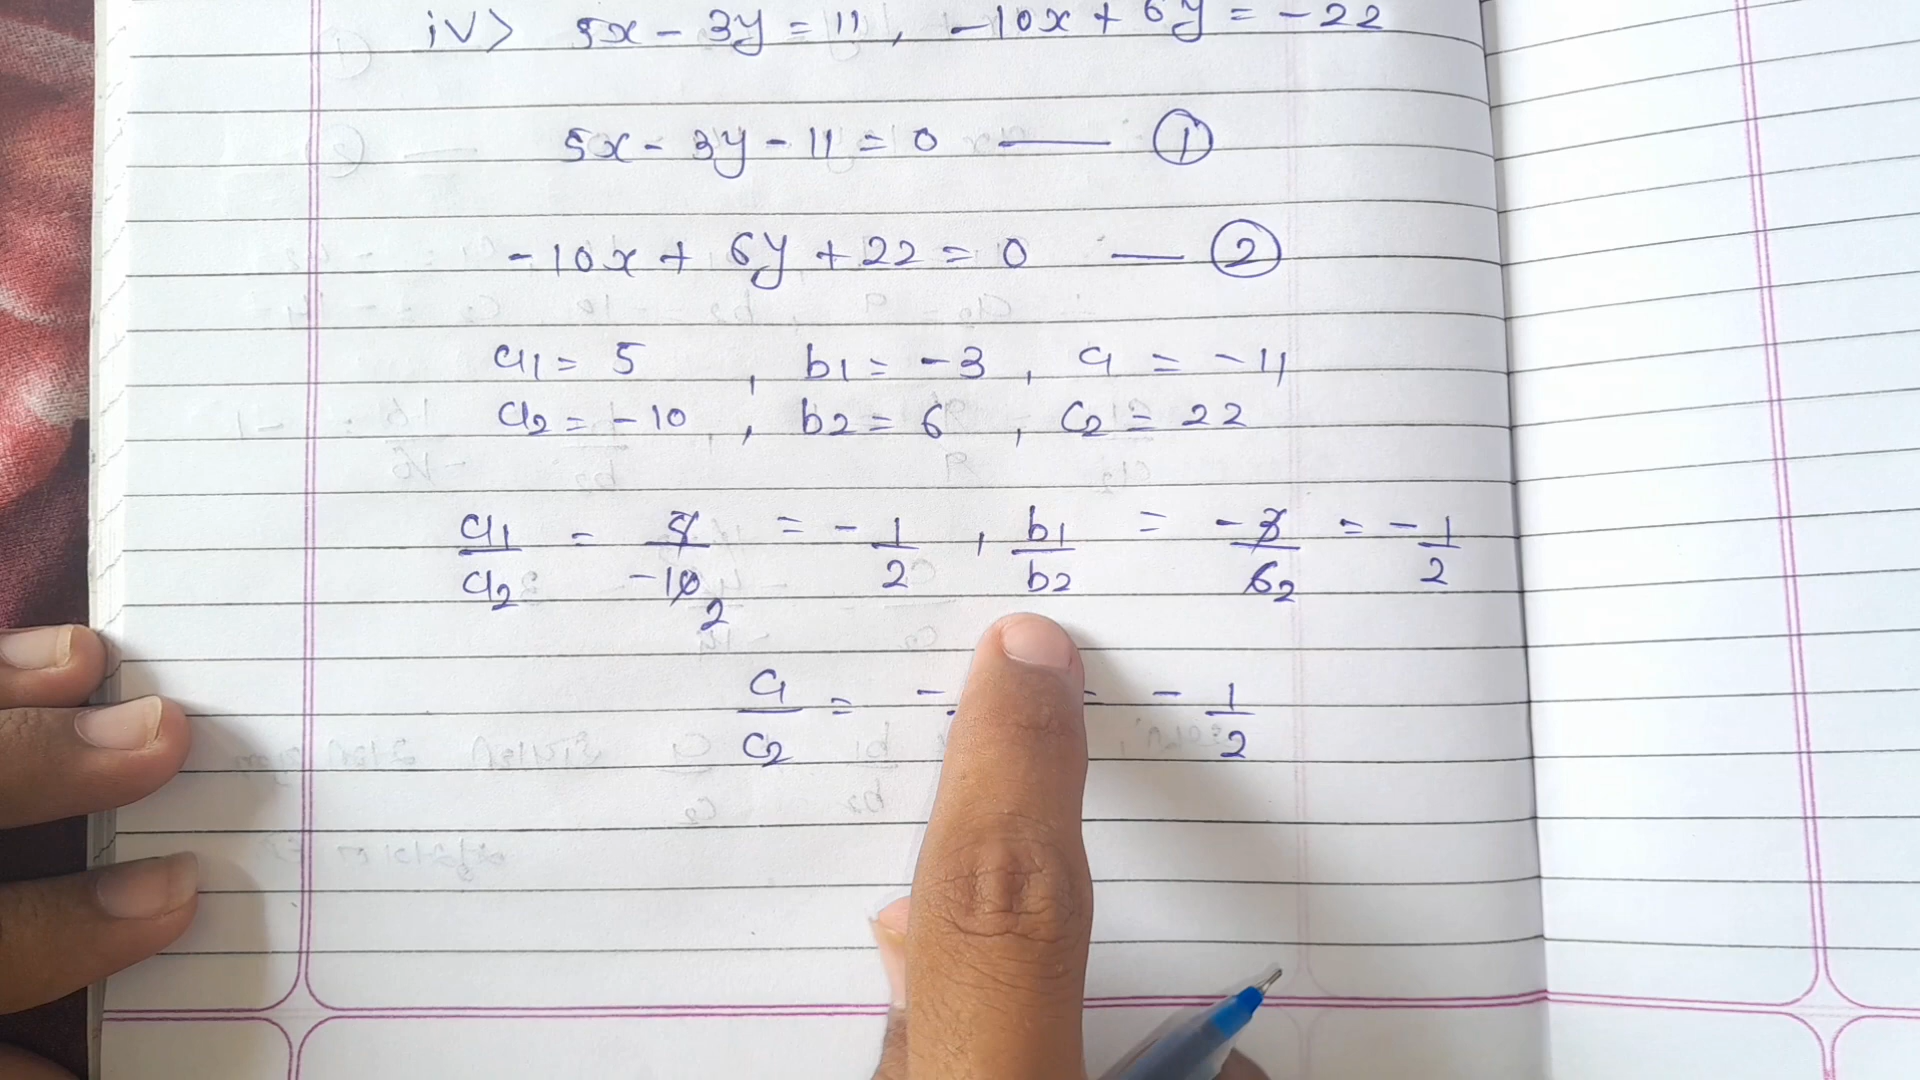 iv> 5x - 3y = 11, -10x + 6y = -22
5x - 3y - 11 = 0 —— ①
-10x + 6y + 22 = 0 —— ②
a1 = 5, b1 = -3, c1 = -11
a2 = -10, b2 = 6, c2 = 22
a1/a2 = 5/-10 2 = -1/2, b1/b2 = -3/6 2 = -1/2
c1/c2 = - - -1/2